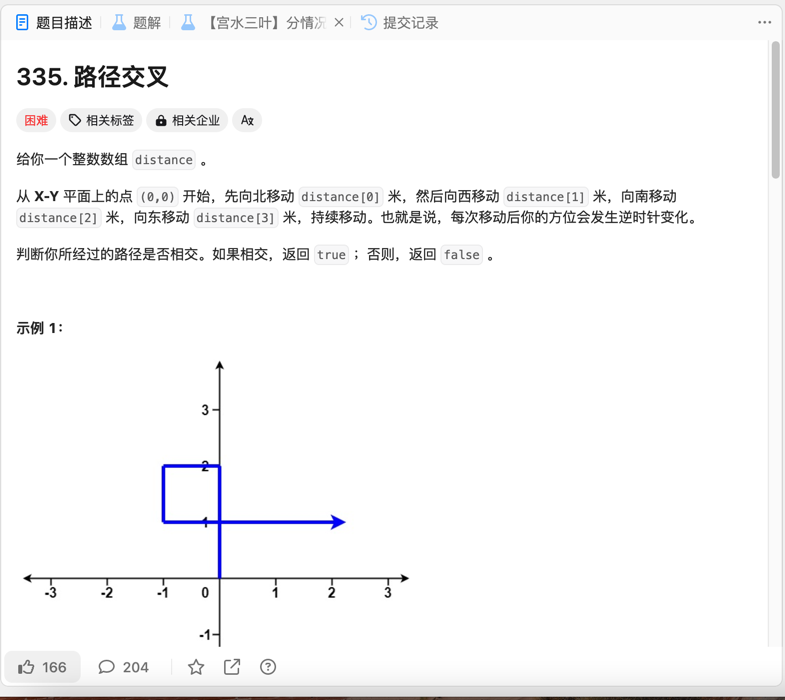 题目描述 题解 【宫水三叶】分情况 提交记录
335. 路径交叉
困难 相关标签 相关企业
给你一个整数数组 distance 。
从 X-Y 平面上的点 (0,0) 开始，先向北移动 distance[0] 米，然后向西移动 distance[1] 米，向南移动
distance[2] 米，向东移动 distance[3] 米，持续移动。也就是说，每次移动后你的方位会发生逆时针变化。
判断你所经过的路径是否相交。如果相交，返回 true ；否则，返回 false 。
示例 1：
3
2
1
-3 -2 -1 0 1 2 3
-1
166 204